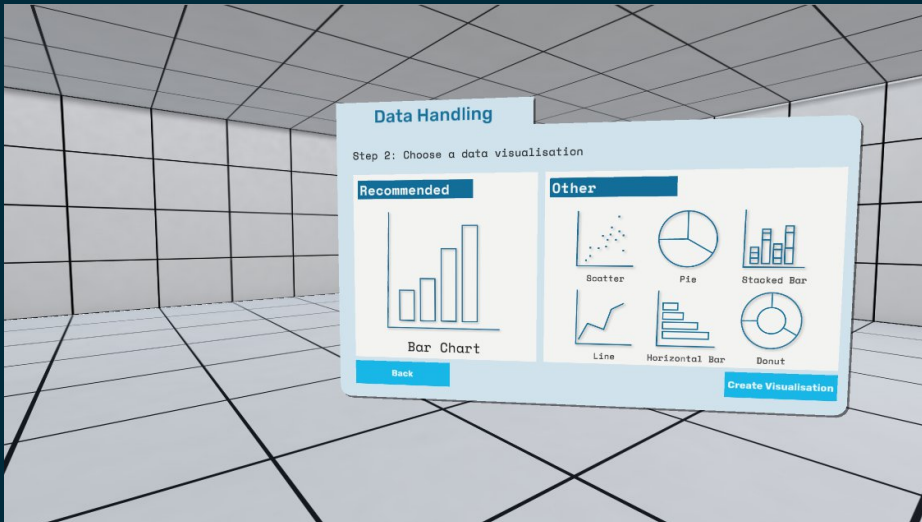 Data Handling
Step 2: Choose a data visualisation
Recommended
Bar Chart
Other
Scatter
Pie
Stacked Bar
Line
Horizontal Bar
Donut
Back
Create Visualisation